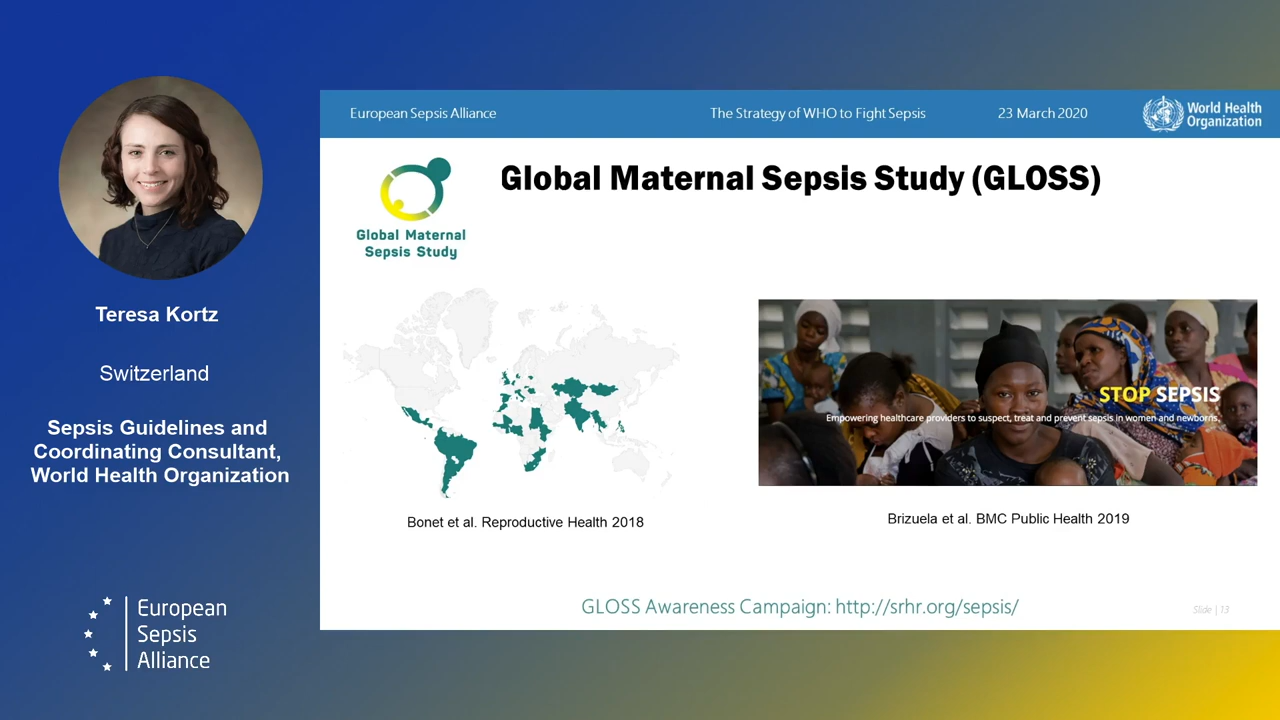 Teresa Kortz
Switzerland
Sepsis Guidelines and
Coordinating Consultant,
World Health Organization
European
Sepsis
Alliance
European Sepsis Alliance
The Strategy of WHO to Fight Sepsis
23 March 2020
World Health
Organization
Global Maternal
Sepsis Study
Global Maternal Sepsis Study (GLOSS)
STOP SEPSIS
Empowering healthcare providers to suspect, treat and prevent sepsis in women and newborns.
Bonet et al. Reproductive Health 2018
Brizuela et al. BMC Public Health 2019
GLOSS Awareness Campaign: http://srhr.org/sepsis/
Slide | 13